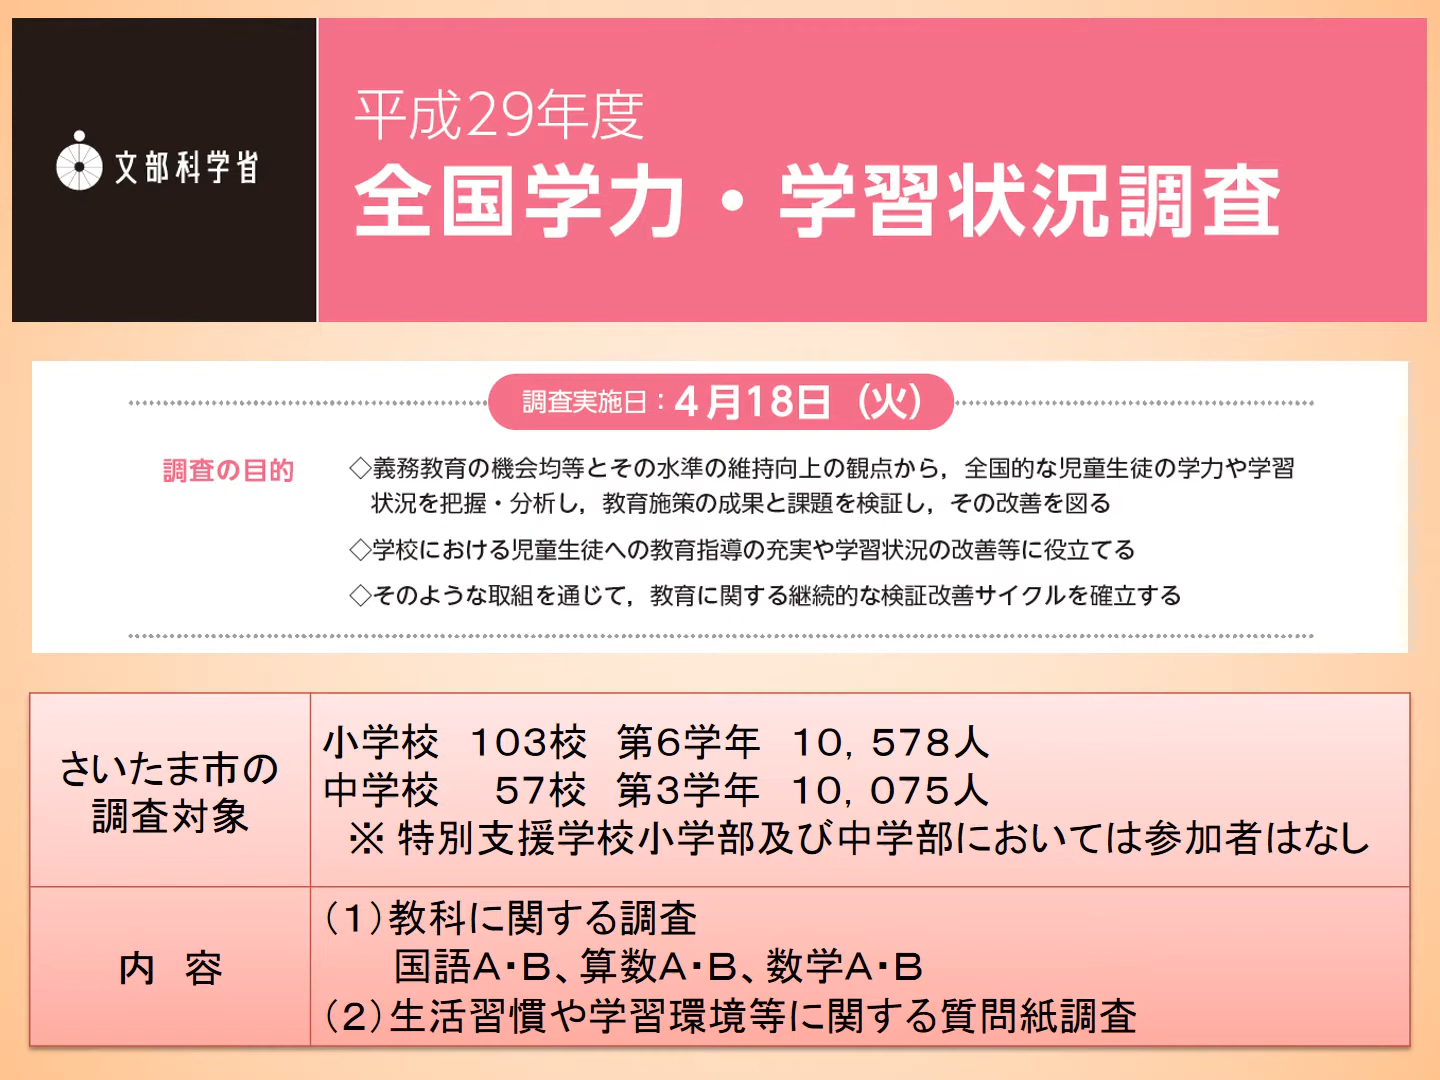 文部科学省
平成29年度
全国学力・学習状況調査
調査実施日：4月18日（火）
調査の目的
◇義務教育の機会均等とその水準の維持向上の観点から，全国的な児童生徒の学力や学習
状況を把握・分析し，教育施策の成果と課題を検証し，その改善を図る
◇学校における児童生徒への教育指導の充実や学習状況の改善等に役立てる
◇そのような取組を通じて，教育に関する継続的な検証改善サイクルを確立する
さいたま市の
調査対象
小学校　103校　第6学年　10，578人
中学校　57校　第3学年　10，075人
※ 特別支援学校小学部及び中学部においては参加者はなし
内　容
（1）教科に関する調査
国語A・B、算数A・B、数学A・B
（2）生活習慣や学習環境等に関する質問紙調査